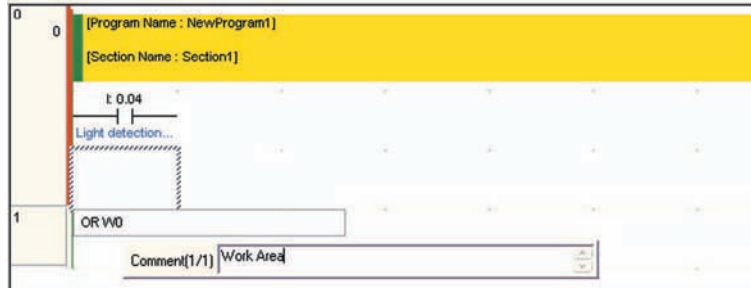 0
0
[Program Name : NewProgram1]
[Section Name : Section1]
I: 0.04
Light detection...
1
OR W0
Comment(1/1) Work Area